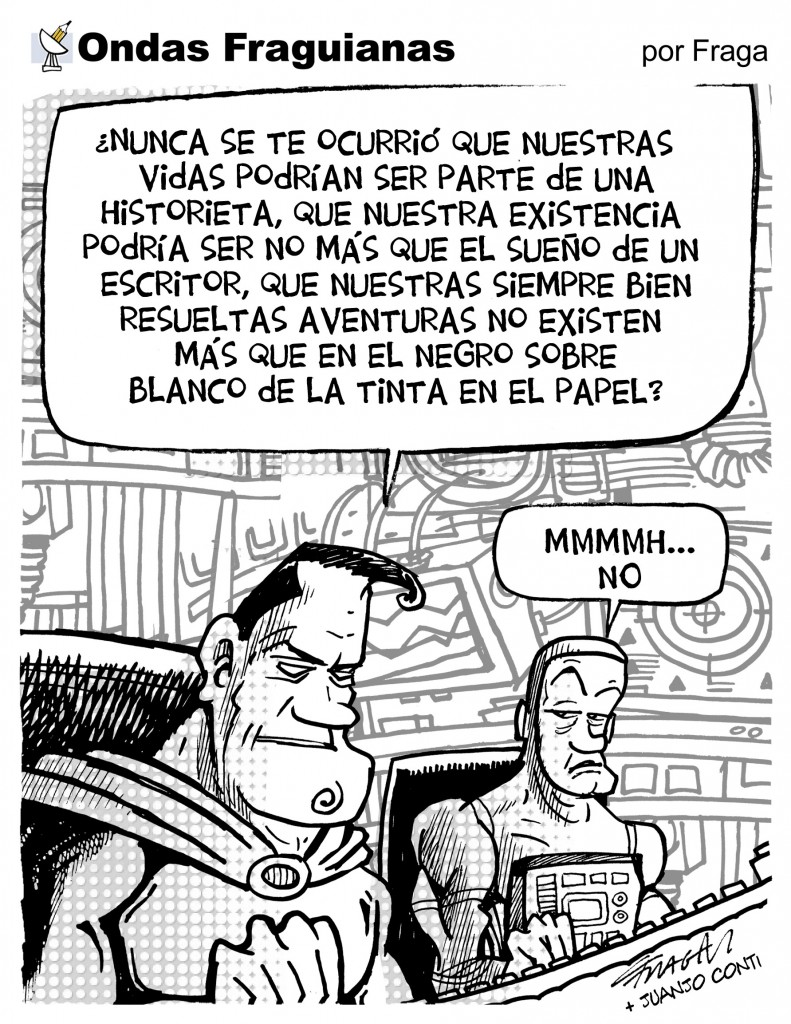 Ondas Fraguianas
por Fraga
¿NUNCA SE TE OCURRIÓ QUE NUESTRAS
VIDAS PODRÍAN SER PARTE DE UNA
HISTORIETA, QUE NUESTRA EXISTENCIA
PODRÍA SER NO MÁS QUE EL SUEÑO DE UN
ESCRITOR, QUE NUESTRAS SIEMPRE BIEN
RESUELTAS AVENTURAS NO EXISTEN
MÁS QUE EN EL NEGRO SOBRE
BLANCO DE LA TINTA EN EL PAPEL?
MMMMH...
NO
FRAGA
+ JUANJO CONTI